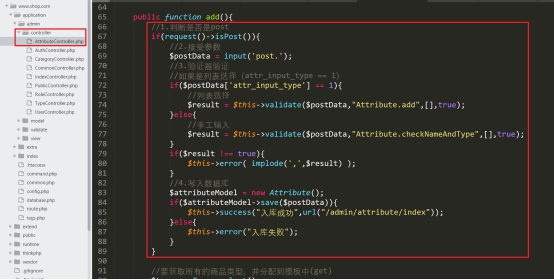 www.shop.com
application
admin
controller
AttributeController.php
AuthController.php
CategoryController.php
CommonController.php
IndexController.php
PublicController.php
RoleController.php
TypeController.php
UserController.php
model
validate
view
extra
index
.htaccess
command.php
common.php
config.php
database.php
route.php
tags.php
extend
public
runtime
thinkphp
vendor
.gitignore
64
65 public function add(){
66 //1.判断是否是post
67 if(request()->isPost()){
68 //2.接受参数
69 $postData = input('post.');
70 //3.验证器验证
71 //如果是列表选择（attr_input_type == 1）
72 if($postData['attr_input_type'] == 1){
73 //列表选择
74 $result = $this->validate($postData,"Attribute.add",[],true);
75 }else{
76 //手工输入
77 $result = $this->validate($postData,"Attribute.checkNameAndType",[],true);
78 }
79 if($result !== true){
80 $this->error( implode(',',$result) );
81 }
82 //4.写入数据库
83 $attributeModel = new Attribute();
84 if($attributeModel->save($postData)){
85 $this->success("入库成功",url("/admin/attribute/index"));
86 }else{
87 $this->error("入库失败");
88 }
89 }
90
91 //要获取所有的商品类型，并分配到模板中(get)